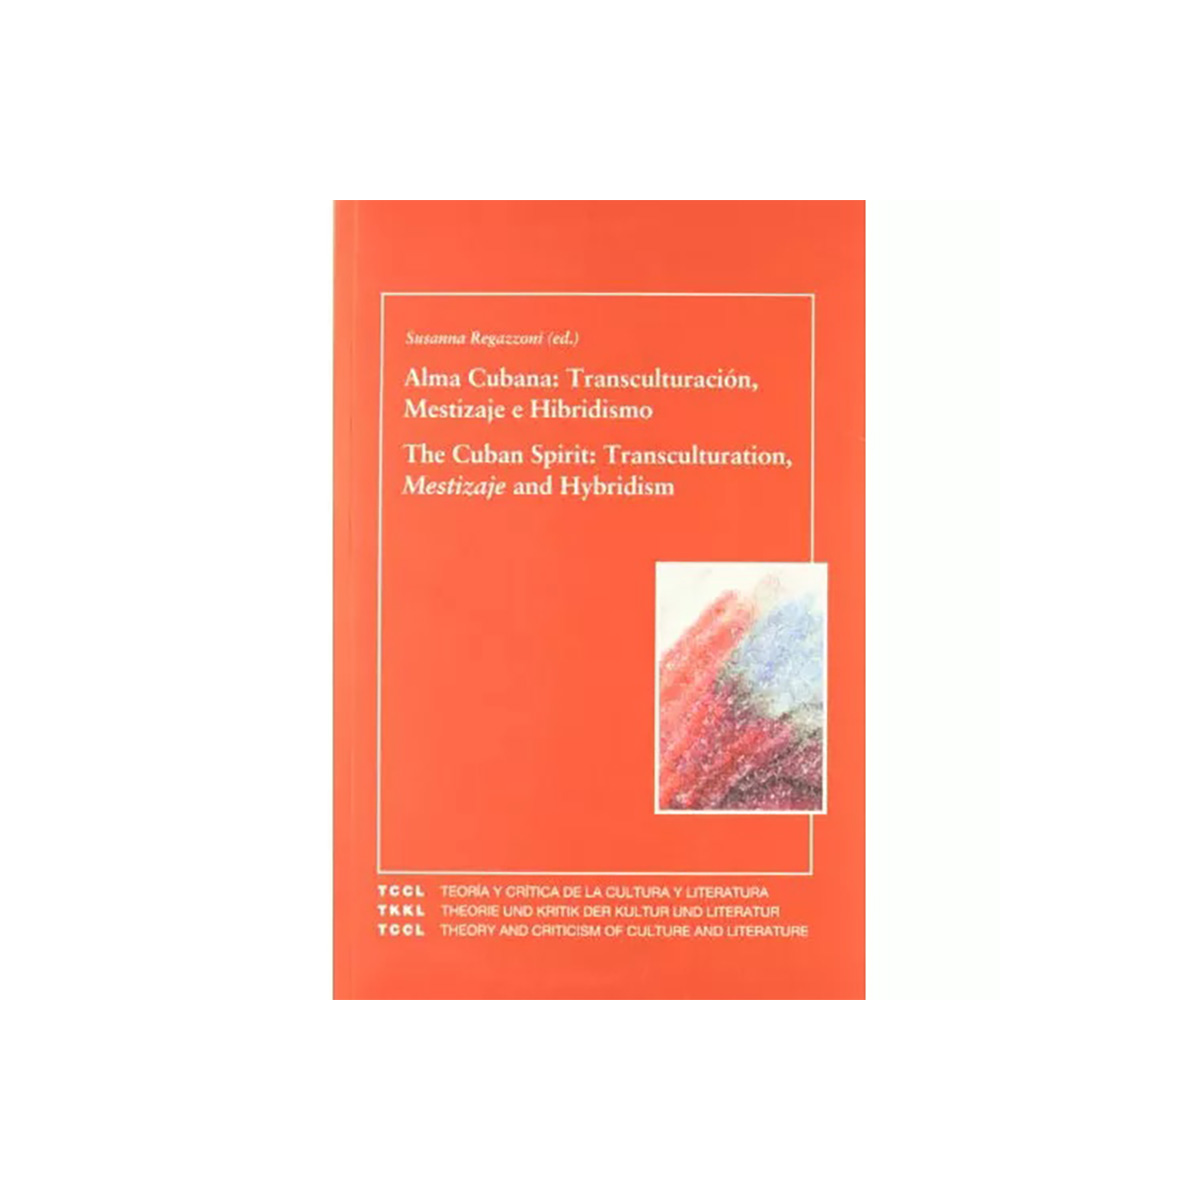 Susanna Regazzoni (ed.)
Alma Cubana: Transculturación,
Mestizaje e Hibridismo
The Cuban Spirit: Transculturation,
Mestizaje and Hybridism
TCCL TEORÍA Y CRÍTICA DE LA CULTURA Y LITERATURA
TKKL THEORIE UND KRITIK DER KULTUR UND LITERATUR
TCCL THEORY AND CRITICISM OF CULTURE AND LITERATURE